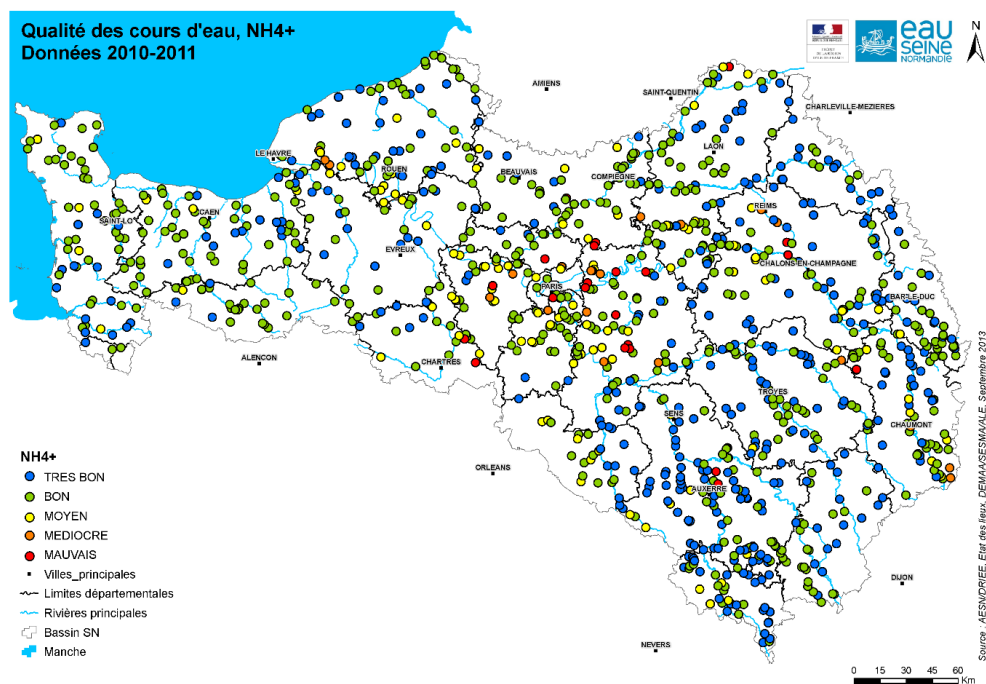 Qualité des cours d'eau, NH4+
Données 2010-2011
eau
SEINE
NORMANDIE
N
AMIENS
SAINT-QUENTIN
CHARLEVILLE-MEZIERES
LE HAVRE
LAON
ROUEN
BEAUVAIS
COMPIEGNE
REIMS
SAINT-LO
CAEN
EVREUX
CHALONS-EN-CHAMPAGNE
PARIS
BAR-LE-DUC
ALENCON
CHARTRES
TROYES
SENS
CHAUMONT
ORLEANS
AUXERRE
DIJON
NEVERS
NH4+
TRES BON
BON
MOYEN
MEDIOCRE
MAUVAIS
Villes_principales
Limites départementales
Rivières principales
Bassin SN
Manche
0 15 30 45 60
Km
Source : AESN/DRIEE, Etat des lieux, DEMAA/SESMA/ALE, Septembre 2013